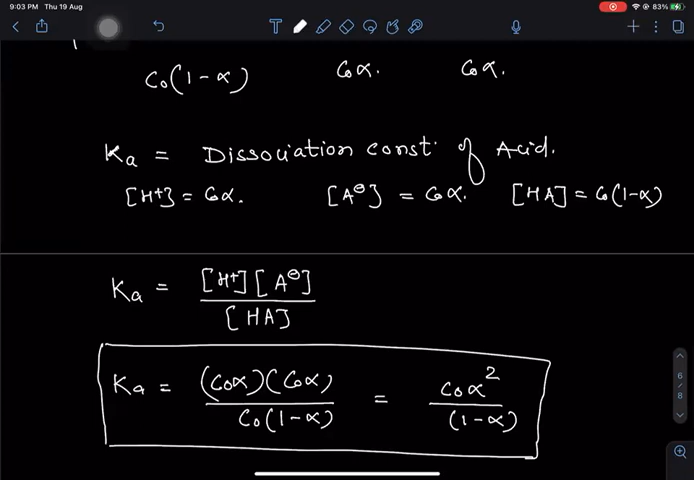 9:03 PM Thu 19 Aug 83%
C₀(1-α) C₀α. C₀α.
Ka = Dissociation const. of Acid.
[H⁺] = C₀α. [A⊖] = C₀α. [HA] = C₀(1-α)
Ka = [H⁺][A⊖] / [HA]
Ka = (C₀α)(C₀α) / C₀(1-α) = C₀α² / (1-α)
6
8